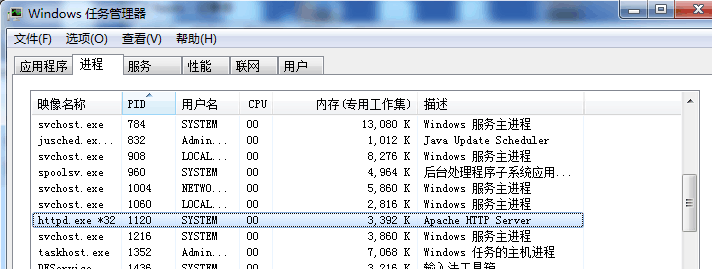 Windows 任务管理器
文件(F) 选项(O) 查看(V) 帮助(H)
应用程序 进程 服务 性能 联网 用户
映像名称 PID 用户名 CPU 内存(专用工作集) 描述
svchost.exe 784 SYSTEM 00 13,080 K Windows 服务主进程
jusched.ex... 832 Admin... 00 1,012 K Java Update Scheduler
svchost.exe 908 LOCAL... 00 8,276 K Windows 服务主进程
spoolsv.exe 960 SYSTEM 00 4,964 K 后台处理程序子系统应用...
svchost.exe 1004 NETWO... 00 5,860 K Windows 服务主进程
svchost.exe 1060 LOCAL... 00 2,816 K Windows 服务主进程
httpd.exe *32 1120 SYSTEM 00 3,392 K Apache HTTP Server
svchost.exe 1216 SYSTEM 00 3,860 K Windows 服务主进程
taskhost.exe 1352 Admin... 00 7,068 K Windows 任务的主机进程
1436 SYSTEM 00 3,216 K 输入法工具箱